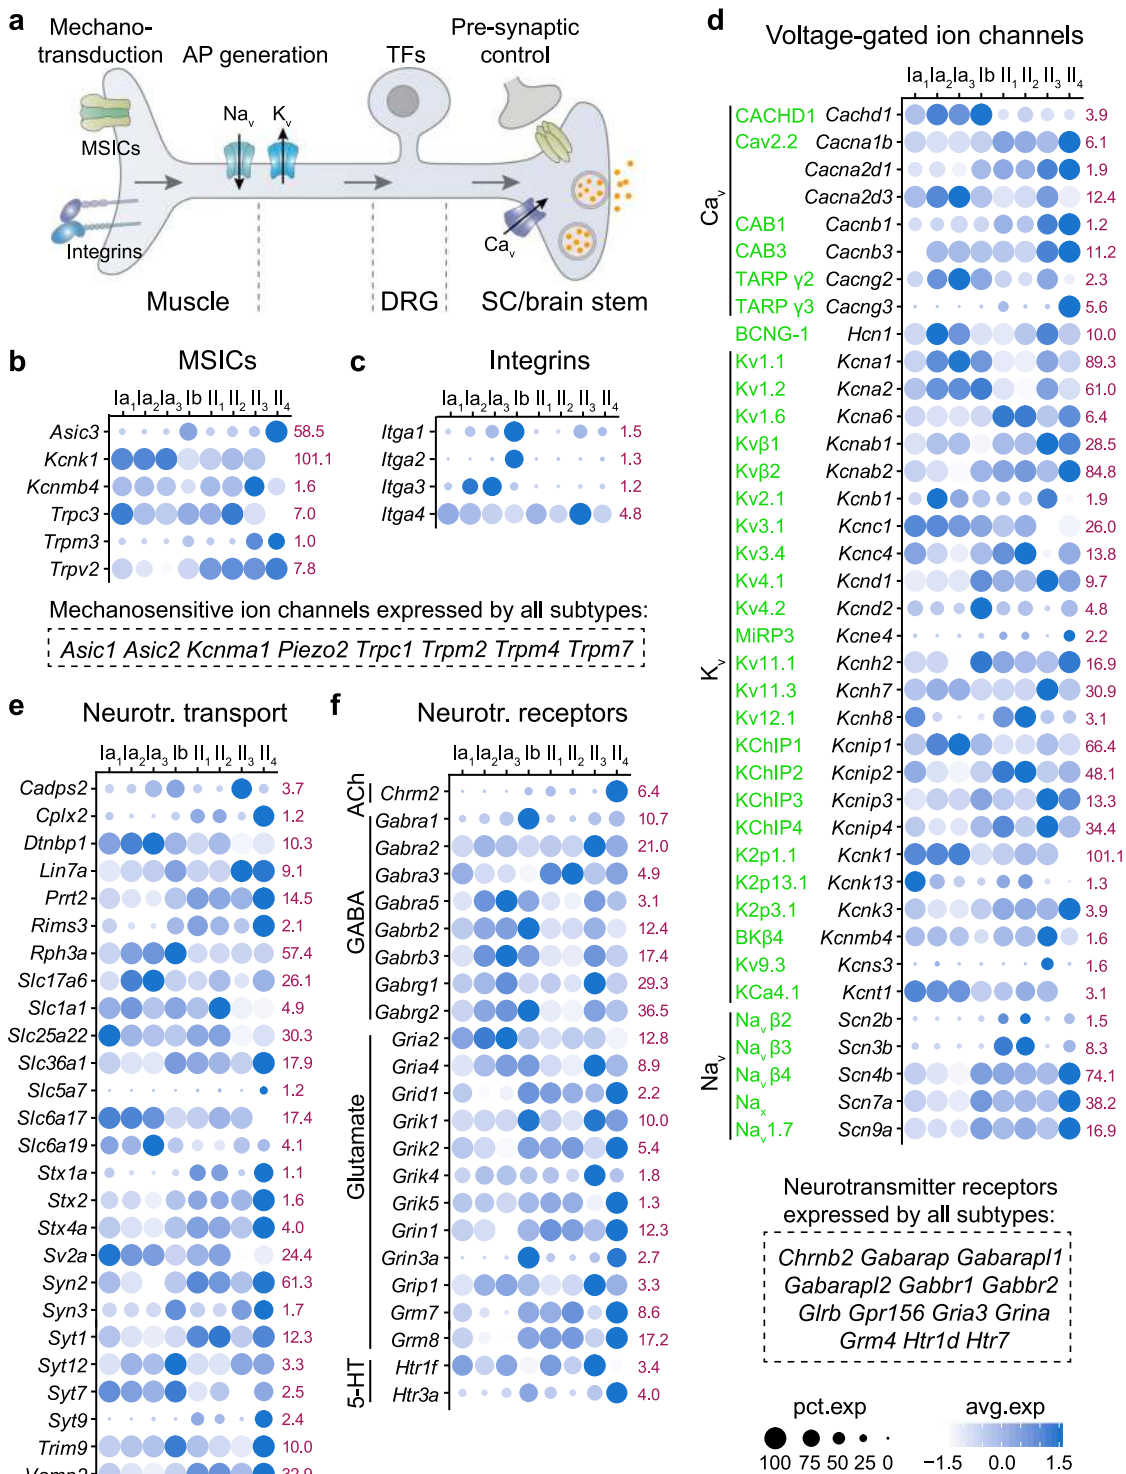 a
Mechano-
transduction
AP generation
TFs
Pre-synaptic
control
Na_v
K_v
MSICs
Integrins
Ca_v
Muscle
DRG
SC/brain stem
b MSICs
Ia1 Ia2 Ia3 Ib II1 II2 II3 II4
Asic3 58.5
Kcnk1 101.1
Kcnmb4 1.6
Trpc3 7.0
Trpm3 1.0
Trpv2 7.8
c Integrins
Ia1 Ia2 Ia3 Ib II1 II2 II3 II4
Itga1 1.5
Itga2 1.3
Itga3 1.2
Itga4 4.8
Mechanosensitive ion channels expressed by all subtypes:
Asic1 Asic2 Kcnma1 Piezo2 Trpc1 Trpm2 Trpm4 Trpm7
d Voltage-gated ion channels
Ia1 Ia2 Ia3 Ib II1 II2 II3 II4
Ca_v
CACHD1 Cachd1 3.9
Cav2.2 Cacna1b 6.1
Cacna2d1 1.9
Cacna2d3 12.4
CAB1 Cacnb1 1.2
CAB3 Cacnb3 11.2
TARP γ2 Cacng2 2.3
TARP γ3 Cacng3 5.6
BCNG-1 Hcn1 10.0
K_v
Kv1.1 Kcna1 89.3
Kv1.2 Kcna2 61.0
Kv1.6 Kcna6 6.4
Kvβ1 Kcnab1 28.5
Kvβ2 Kcnab2 84.8
Kv2.1 Kcnb1 1.9
Kv3.1 Kcnc1 26.0
Kv3.4 Kcnc4 13.8
Kv4.1 Kcnd1 9.7
Kv4.2 Kcnd2 4.8
MiRP3 Kcne4 2.2
Kv11.1 Kcnh2 16.9
Kv11.3 Kcnh7 30.9
Kv12.1 Kcnh8 3.1
KChIP1 Kcnip1 66.4
KChIP2 Kcnip2 48.1
KChIP3 Kcnip3 13.3
KChIP4 Kcnip4 34.4
K2p1.1 Kcnk1 101.1
K2p13.1 Kcnk13 1.3
K2p3.1 Kcnk3 3.9
BKβ4 Kcnmb4 1.6
Kv9.3 Kcns3 1.6
KCa4.1 Kcnt1 3.1
Na_v
Na_v β2 Scn2b 1.5
Na_v β3 Scn3b 8.3
Na_v β4 Scn4b 74.1
Na_x Scn7a 38.2
Na_v1.7 Scn9a 16.9
e Neurotr. transport
Ia1 Ia2 Ia3 Ib II1 II2 II3 II4
Cadps2 3.7
Cplx2 1.2
Dtnbp1 10.3
Lin7a 9.1
Prrt2 14.5
Rims3 2.1
Rph3a 57.4
Slc17a6 26.1
Slc1a1 4.9
Slc25a22 30.3
Slc36a1 17.9
Slc5a7 1.2
Slc6a17 17.4
Slc6a19 4.1
Stx1a 1.1
Stx2 1.6
Stx4a 4.0
Sv2a 24.4
Syn2 61.3
Syn3 1.7
Syt1 12.3
Syt12 3.3
Syt7 2.5
Syt9 2.4
Trim9 10.0
Vamp2 32.9
f Neurotr. receptors
Ia1 Ia2 Ia3 Ib II1 II2 II3 II4
ACh
Chrm2 6.4
GABA
Gabra1 10.7
Gabra2 21.0
Gabra3 4.9
Gabra5 3.1
Gabrb2 12.4
Gabrb3 17.4
Gabrg1 29.3
Gabrg2 36.5
Glutamate
Gria2 12.8
Gria4 8.9
Grid1 2.2
Grik1 10.0
Grik2 5.4
Grik4 1.8
Grik5 1.3
Grin1 12.3
Grin3a 2.7
Grip1 3.3
Grm7 8.6
Grm8 17.2
5-HT
Htr1f 3.4
Htr3a 4.0
Neurotransmitter receptors
expressed by all subtypes:
Chrnb2 Gabarap Gabarapl1
Gabarapl2 Gabbr1 Gabbr2
Glrb Gpr156 Gria3 Grina
Grm4 Htr1d Htr7
pct.exp
100 75 50 25 0
avg.exp
−1.5 0.0 1.5